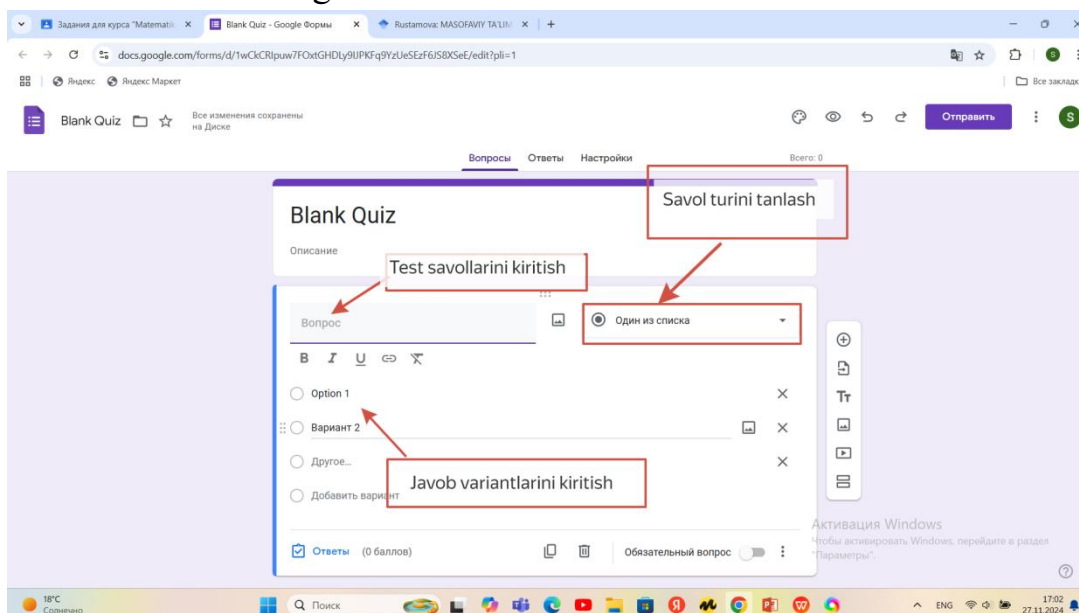 Задания для курса "Matemati
Blank Quiz - Google Формы
Rustamova: MASOFAVIY TA'LIM
docs.google.com/forms/d/1wCkCRIpuw7FOxtGHDLy9UPKFq9YzUeSEzF6JS8XSeE/edit?pli=1
S
Яндекс
Яндекс Маркет
Все закладк
Blank Quiz
Все изменения сохранены
на Диске
Отправить
S
Вопросы
Ответы
Настройки
Всего: 0
Savol turini tanlash
Blank Quiz
Описание
Test savollarini kiritish
Вопрос
Один из списка
B I U
Option 1
Tт
Вариант 2
Другое...
Javob variantlarini kiritish
Добавить вариант
Активация Windows
Чтобы активировать Windows, перейдите в раздел
"Параметры".
Ответы (0 баллов)
Обязательный вопрос
18°C
Солнечно
Поиск
ENG
17:02
27.11.2024